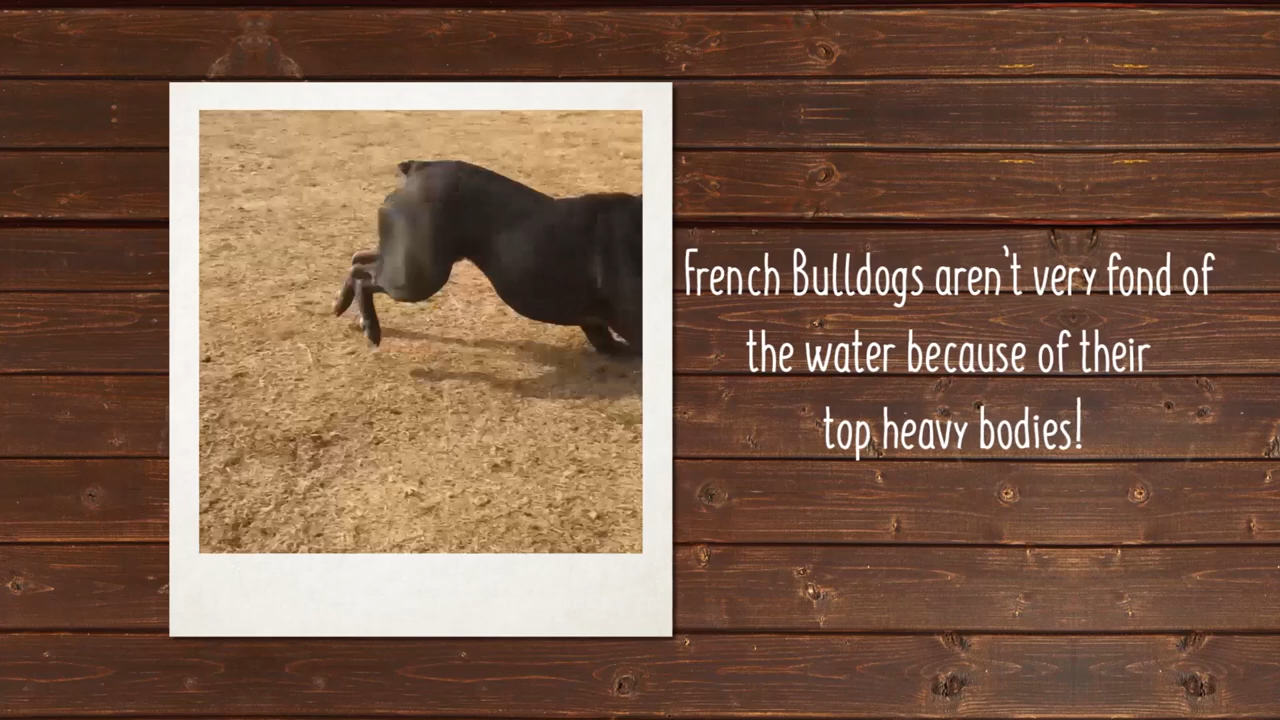 French Bulldogs aren't very fond of
the water because of their
top heavy bodies!